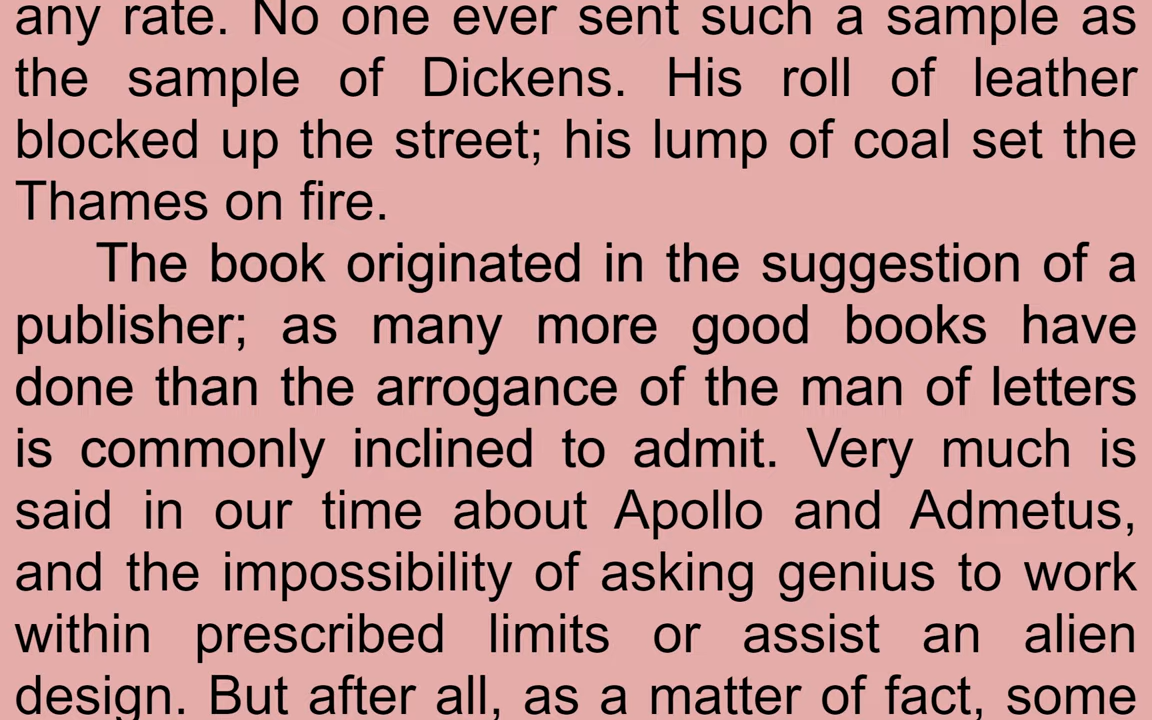 any rate. No one ever sent such a sample as
the sample of Dickens. His roll of leather
blocked up the street; his lump of coal set the
Thames on fire.
The book originated in the suggestion of a
publisher; as many more good books have
done than the arrogance of the man of letters
is commonly inclined to admit. Very much is
said in our time about Apollo and Admetus,
and the impossibility of asking genius to work
within prescribed limits or assist an alien
design. But after all, as a matter of fact, some